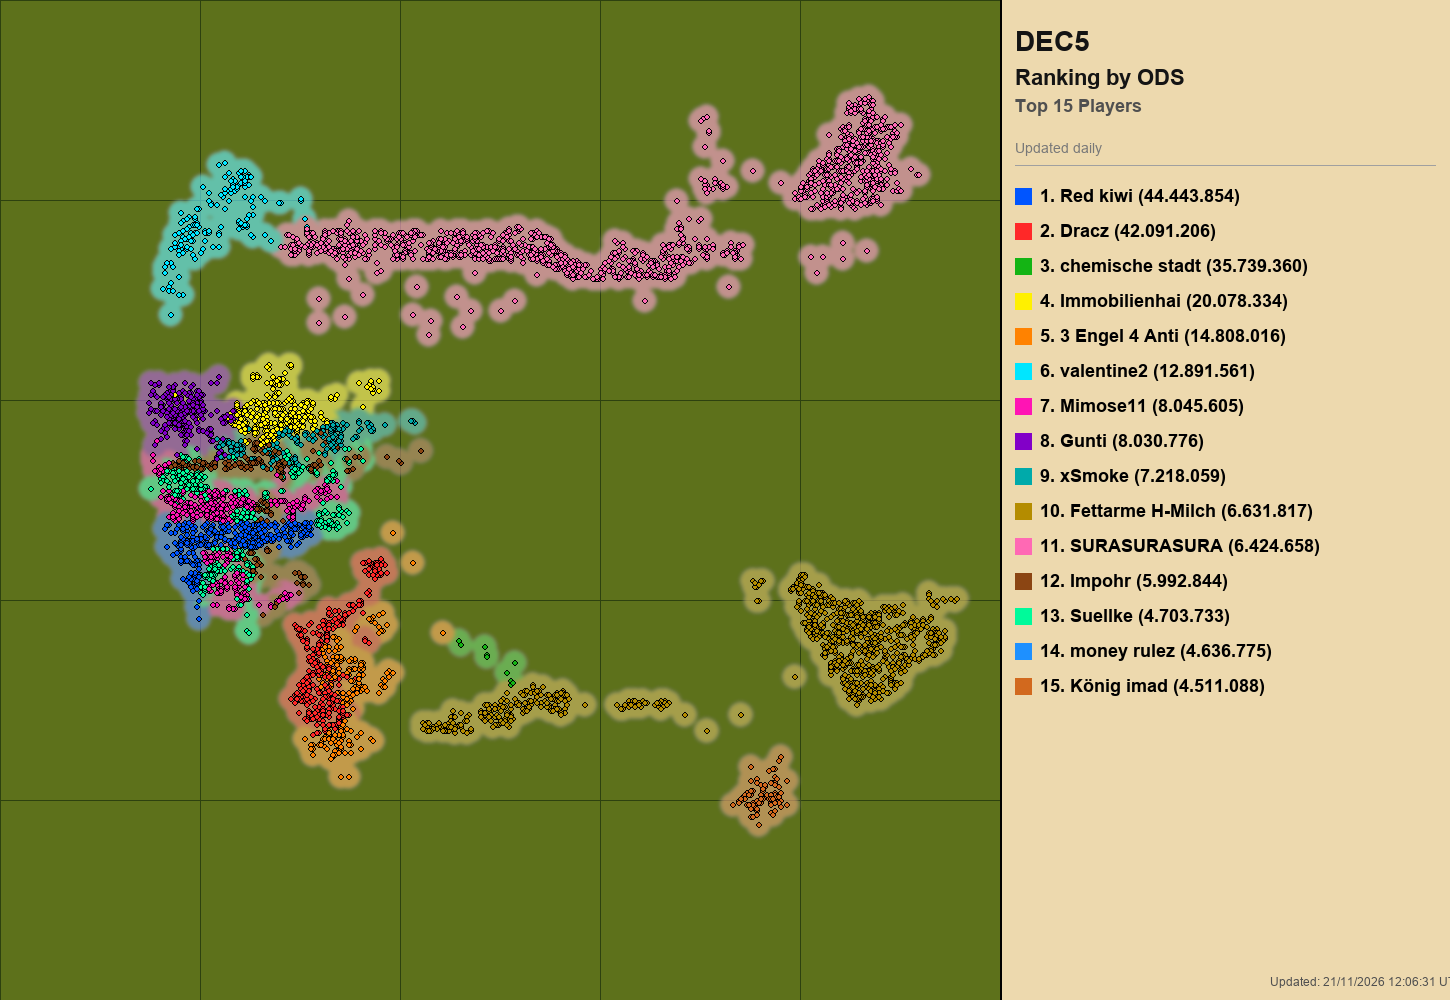 DEC5
Ranking by ODS
Top 15 Players
Updated daily
1. Red kiwi (44.443.854)
2. Dracz (42.091.206)
3. chemische stadt (35.739.360)
4. Immobilienhai (20.078.334)
5. 3 Engel 4 Anti (14.808.016)
6. valentine2 (12.891.561)
7. Mimose11 (8.045.605)
8. Gunti (8.030.776)
9. xSmoke (7.218.059)
10. Fettarme H-Milch (6.631.817)
11. SURASURASURA (6.424.658)
12. Impohr (5.992.844)
13. Suellke (4.703.733)
14. money rulez (4.636.775)
15. König imad (4.511.088)
Updated: 21/11/2026 12:06:31 U